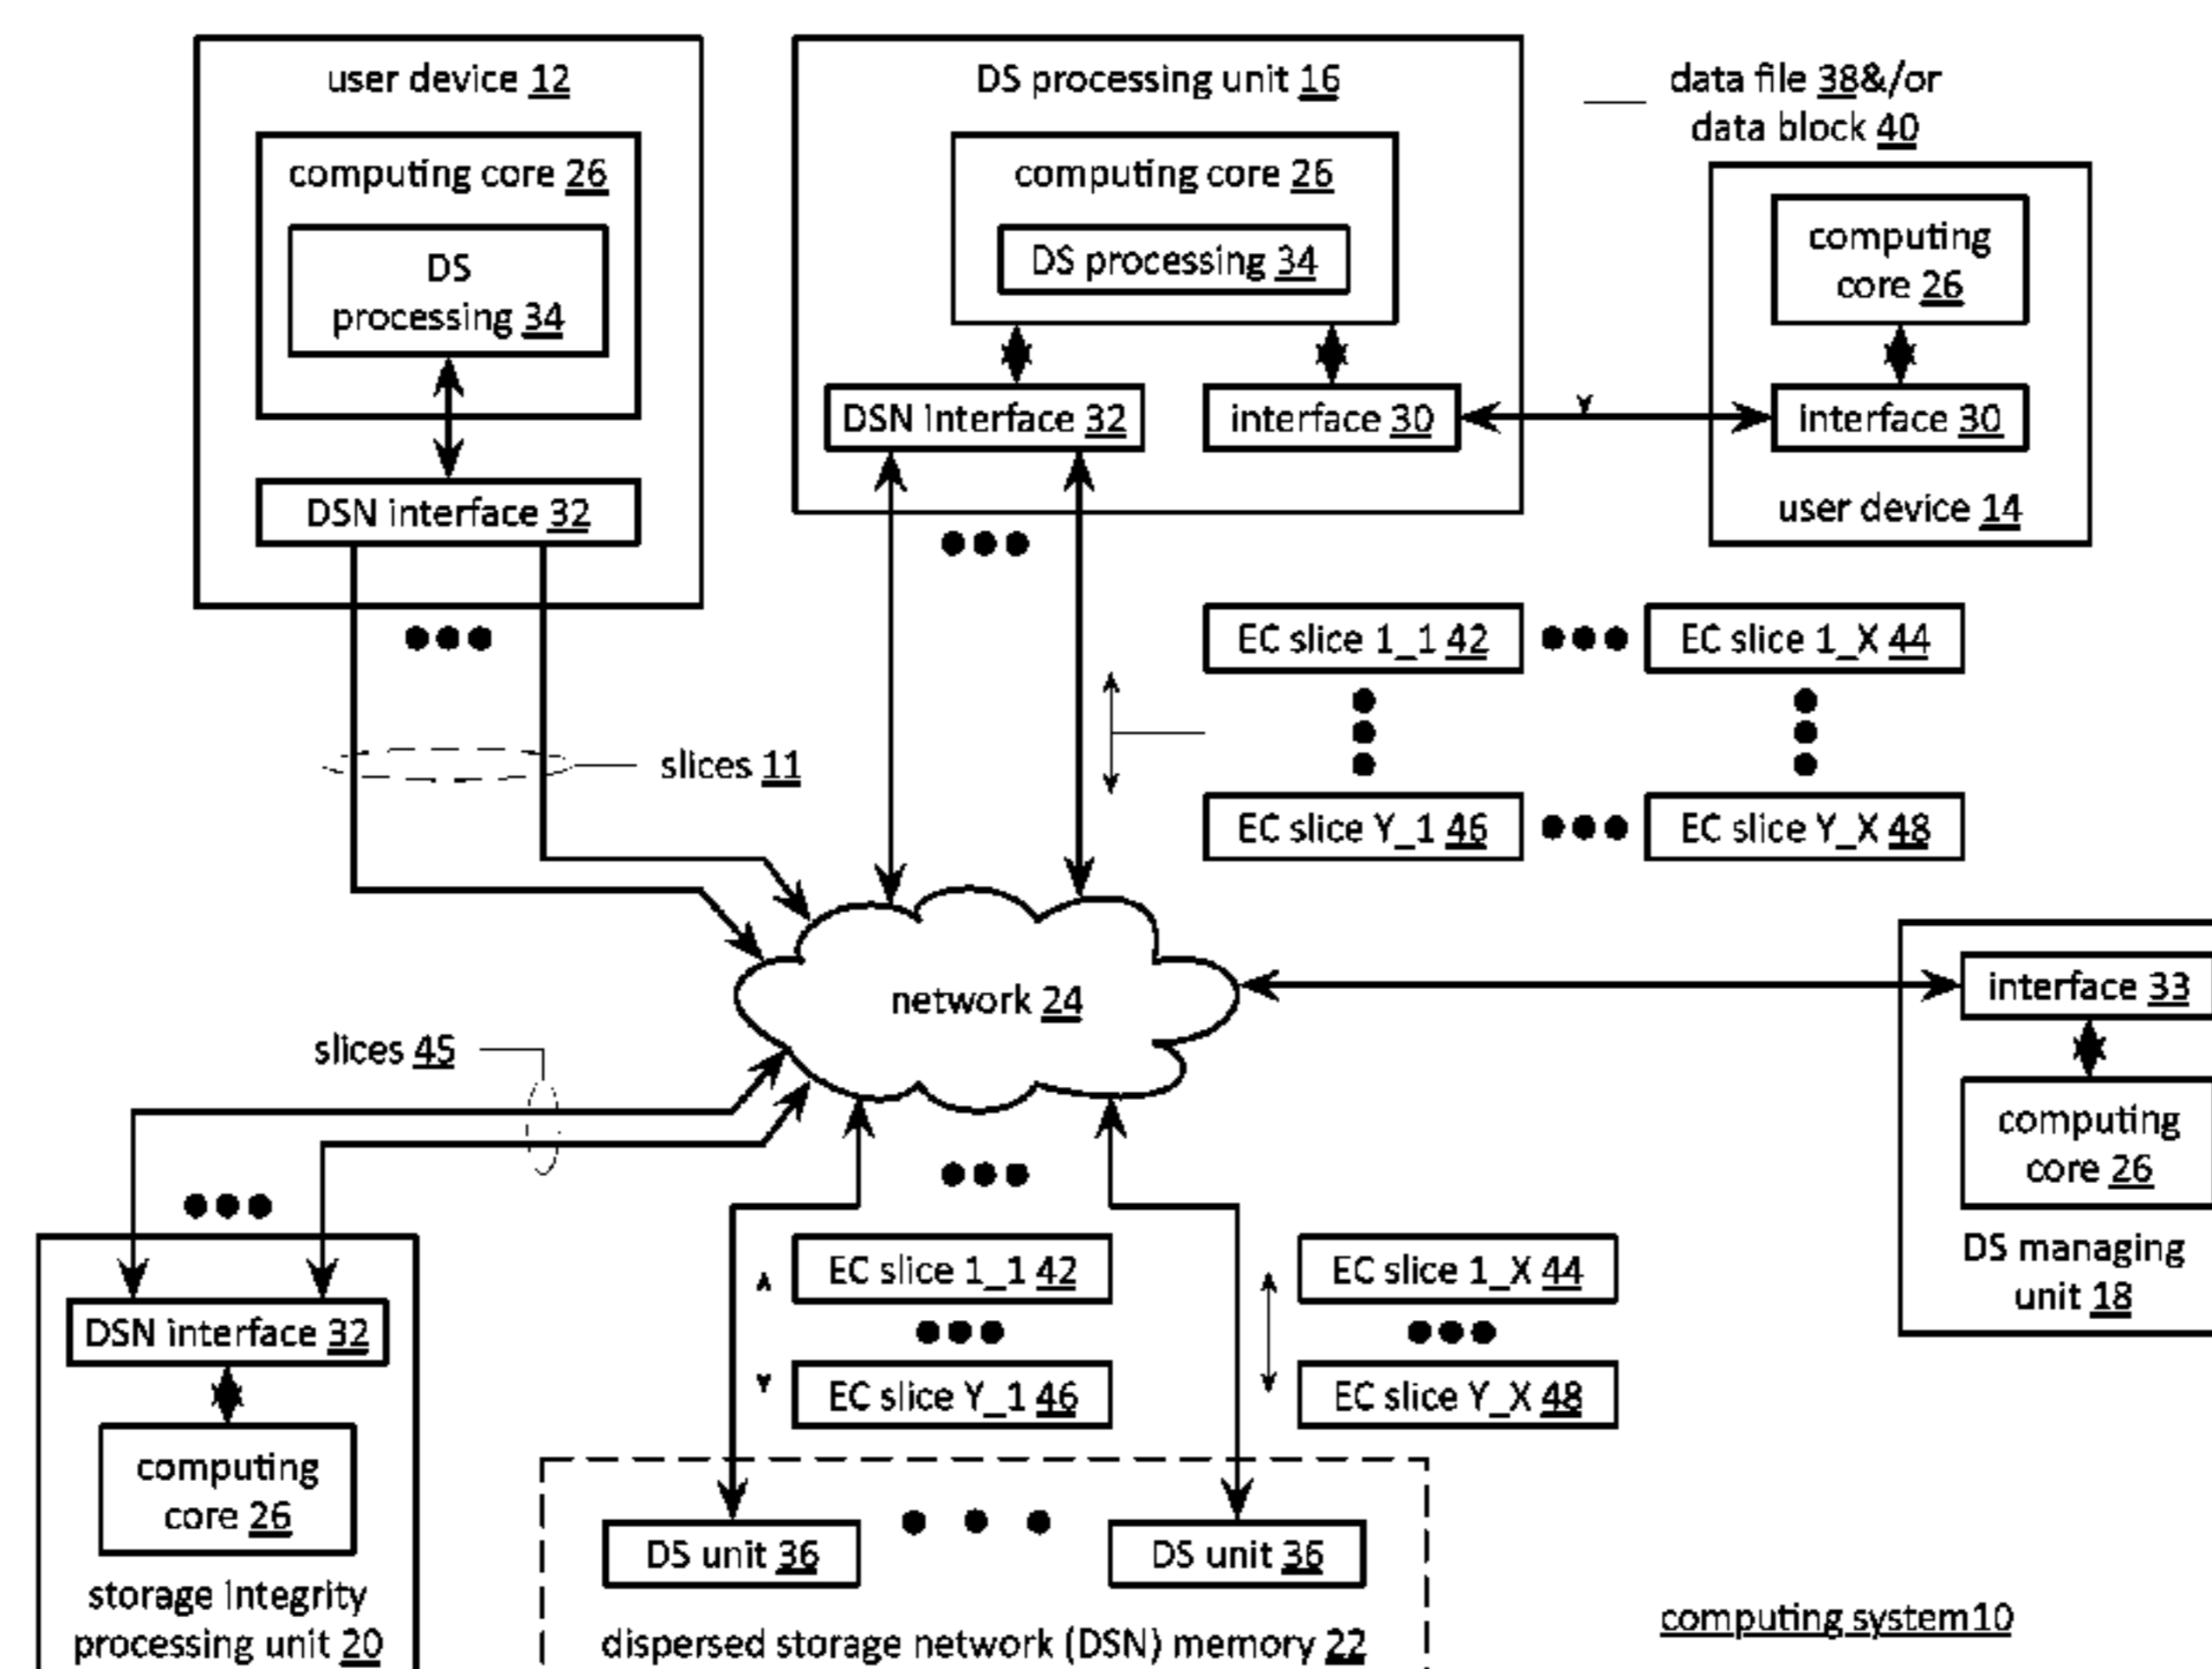 user device 12
computing core 26
DS
processing 34
DSN interface 32
DS processing unit 16
computing core 26
DS processing 34
DSN Interface 32
interface 30
data file 38&/or
data block 40
computing
core 26
interface 30
user device 14
EC slice 1_1 42
EC slice 1_X 44
EC slice Y_1 46
EC slice Y_X 48
slices 11
network 24
interface 33
computing
core 26
DS managing
unit 18
slices 45
DSN interface 32
computing
core 26
storage Integrity
processing unit 20
EC slice 1_1 42
EC slice 1_X 44
EC slice Y_1 46
EC slice Y_X 48
DS unit 36
DS unit 36
dispersed storage network (DSN) memory 22
computing system10